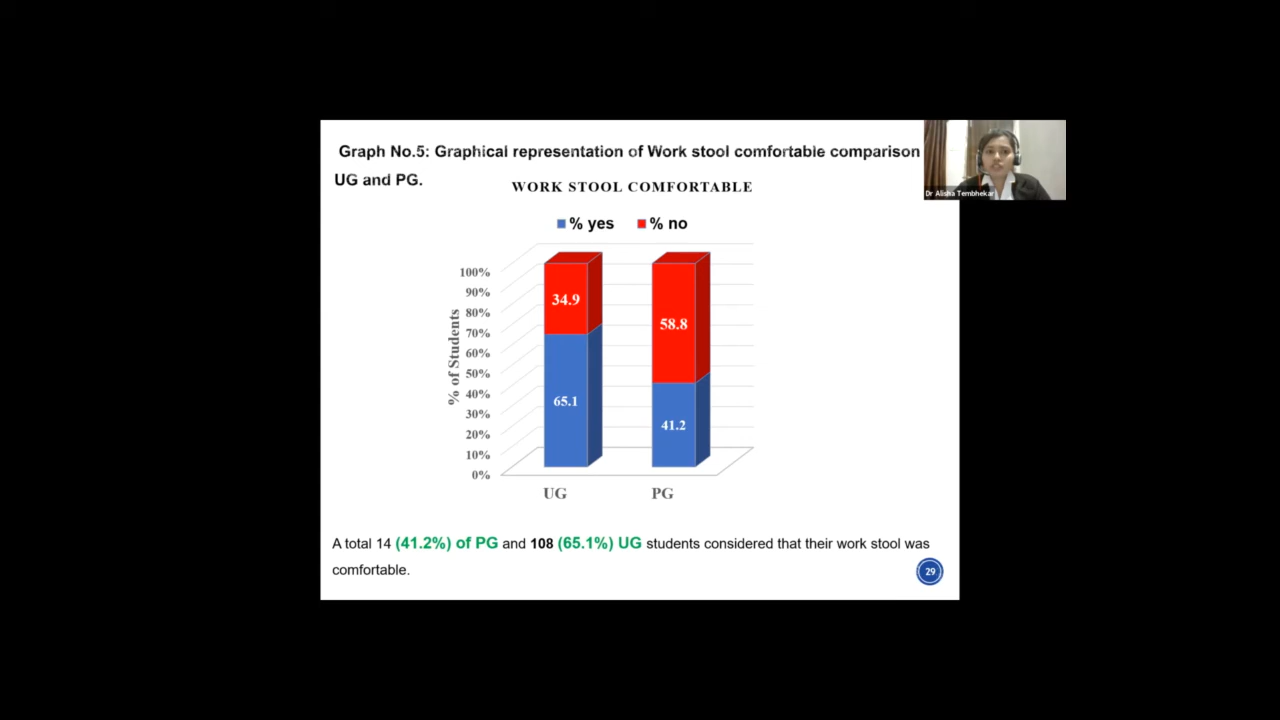 Graph No.5: Graphical representation of Work stool comfortable comparison
UG and PG.
WORK STOOL COMFORTABLE
% yes % no
% of Students
100%
90%
80%
70%
60%
50%
40%
30%
20%
10%
0%
34.9
65.1
58.8
41.2
UG PG
A total 14 (41.2%) of PG and 108 (65.1%) UG students considered that their work stool was
comfortable.
29
Dr Alisha Tembhekar